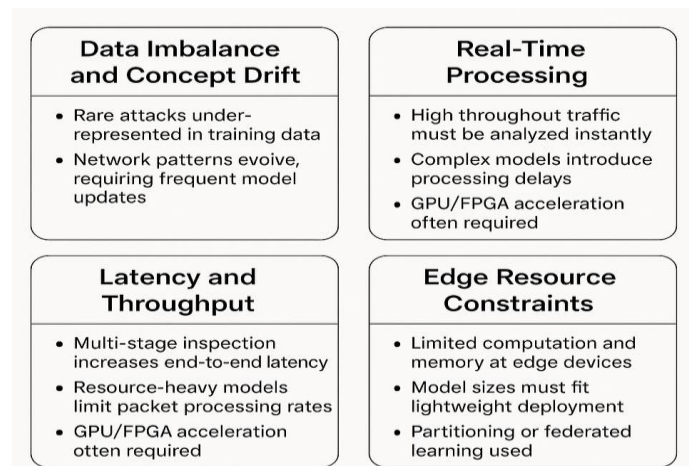 Data Imbalance
and Concept Drift
• Rare attacks under-
represented in training data
• Network patterns evoive,
requiring frequent model
updates
Real-Time
Processing
• High throughout traffic
must be analyzed instantly
• Complex models introduce
processing delays
• GPU/FPGA acceleration
often required
Latency and
Throughput
• Multi-stage inspection
increases end-to-end latency
• Resource-heavy models
limit packet processing rates
• GPU/FPGA acceleration
otten required
Edge Resource
Constraints
• Limited computation and
memory at edge devices
• Model sizes must fit
lightweight deployment
• Partitioning or federated
learning used